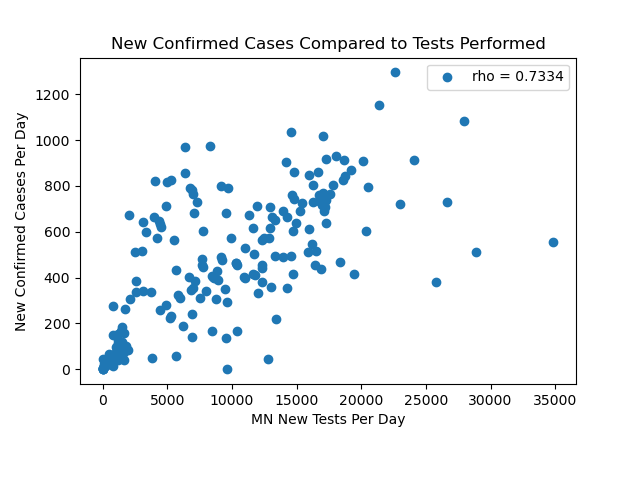 New Confirmed Cases Compared to Tests Performed
rho = 0.7334
New Confirmed Caeses Per Day
1200
1000
800
600
400
200
0
0 5000 10000 15000 20000 25000 30000 35000
MN New Tests Per Day